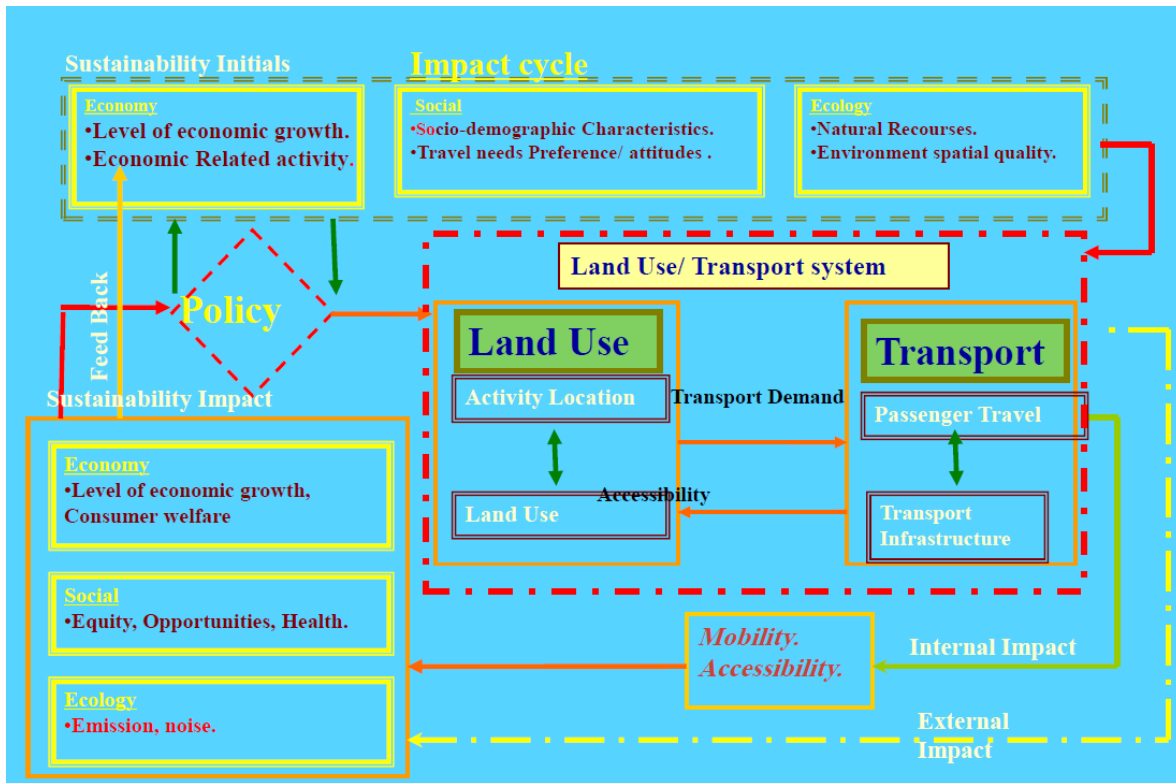 Sustainability Initials
Impact cycle
Economy
•Level of economic growth.
•Economic Related activity.
Social
•Socio-demographic Characteristics.
•Travel needs Preference/ attitudes .
Ecology
•Natural Recourses.
•Environment spatial quality.
Policy
Feed Back
Land Use/ Transport system
Land Use
Activity Location
Land Use
Transport Demand
Accessibility
Transport
Passenger Travel
Transport
Infrastructure
Sustainability Impact
Economy
•Level of economic growth,
Consumer welfare
Social
•Equity, Opportunities, Health.
Ecology
•Emission, noise.
Mobility.
Accessibility.
Internal Impact
External
Impact